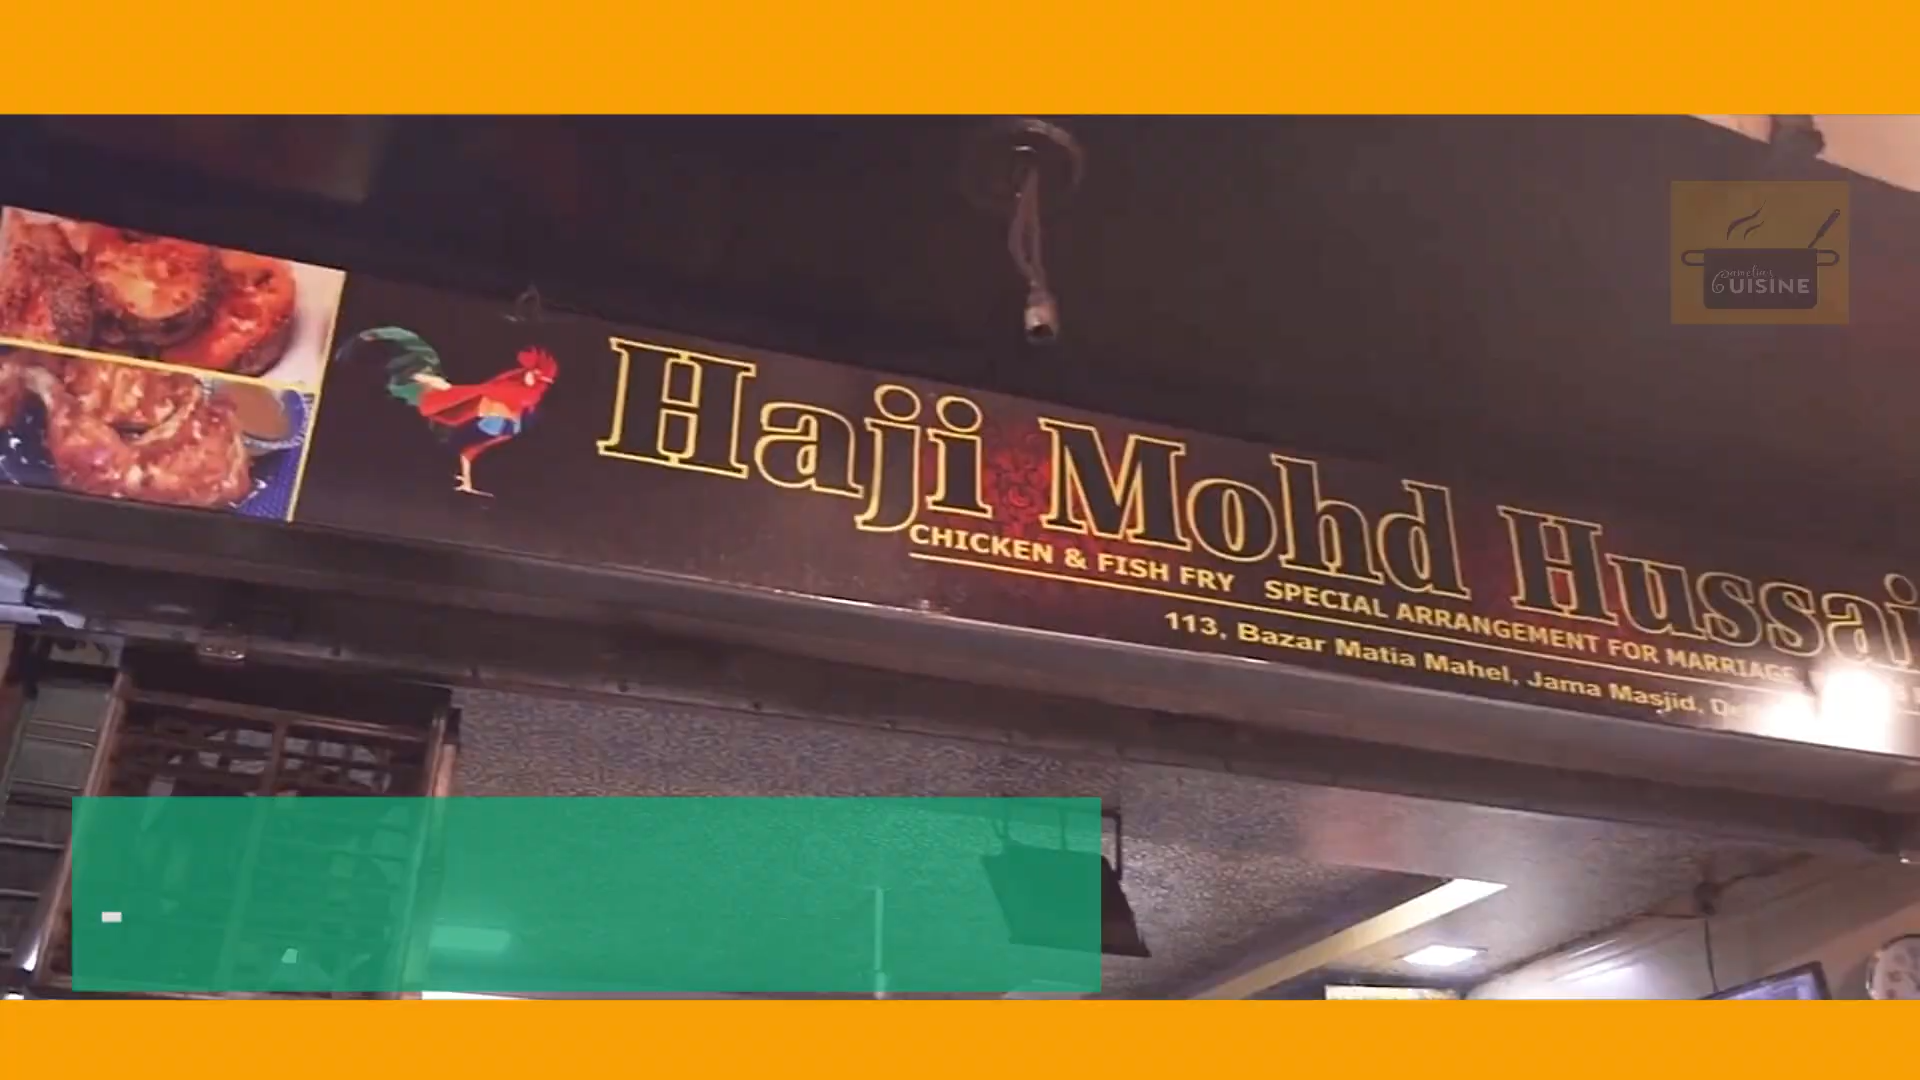 Haji Mohd Hussai
CHICKEN & FISH FRY SPECIAL ARRANGEMENT FOR MARRIAGE
113, Bazar Matia Mahel, Jama Masjid,
CUISINE